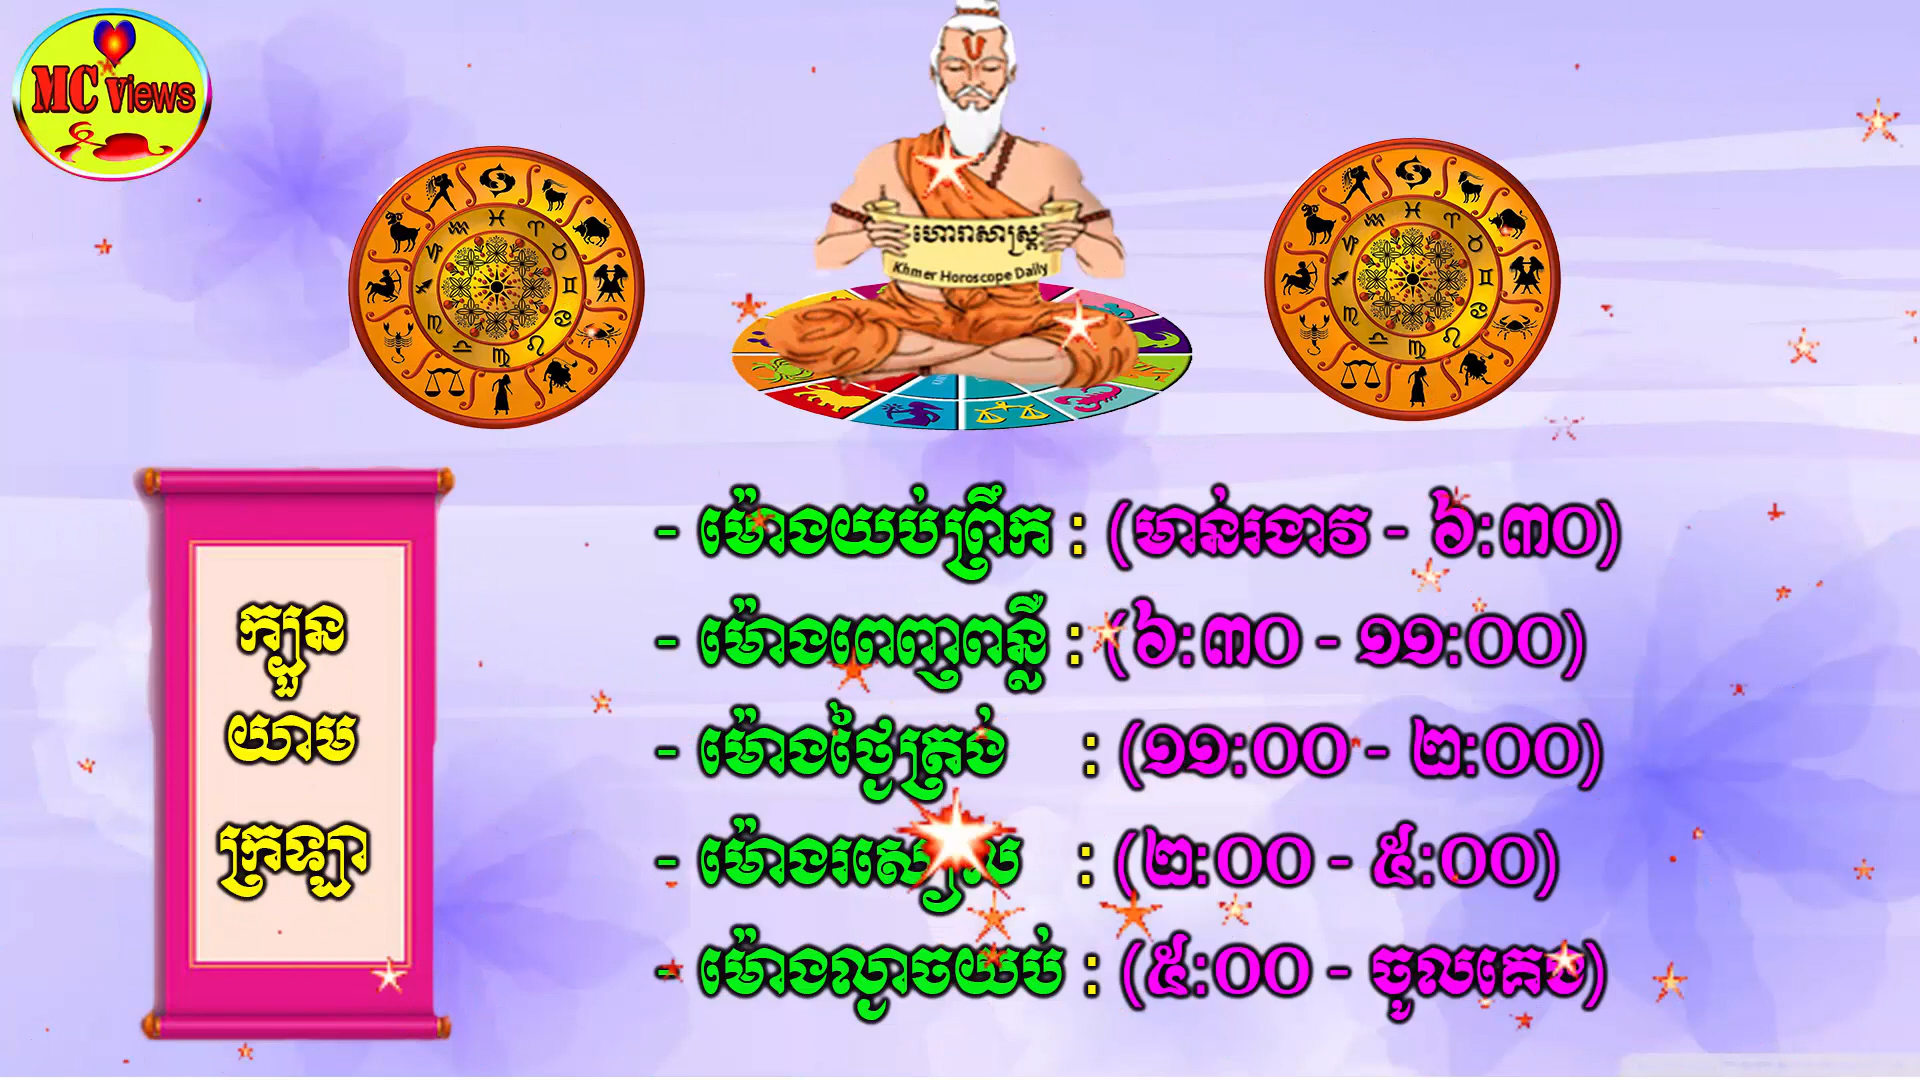 MC Views
ហោរាសាស្ត្រ
Khmer Horoscope Daily
ក្បួន
យាម
ក្រឡា
- ម៉ោងយប់ព្រឹក : (មាន់រងាវ - ៦:៣០)
- ម៉ោងពេញពន្លឺ : (៦:៣០ - ១១:០០)
- ម៉ោងថ្ងៃត្រង់ : (១១:០០ - ២:០០)
- ម៉ោងរសៀល : (២:០០ - ៥:០០)
- ម៉ោងល្ងាចយប់ : (៥:០០ - ចូលគេង)